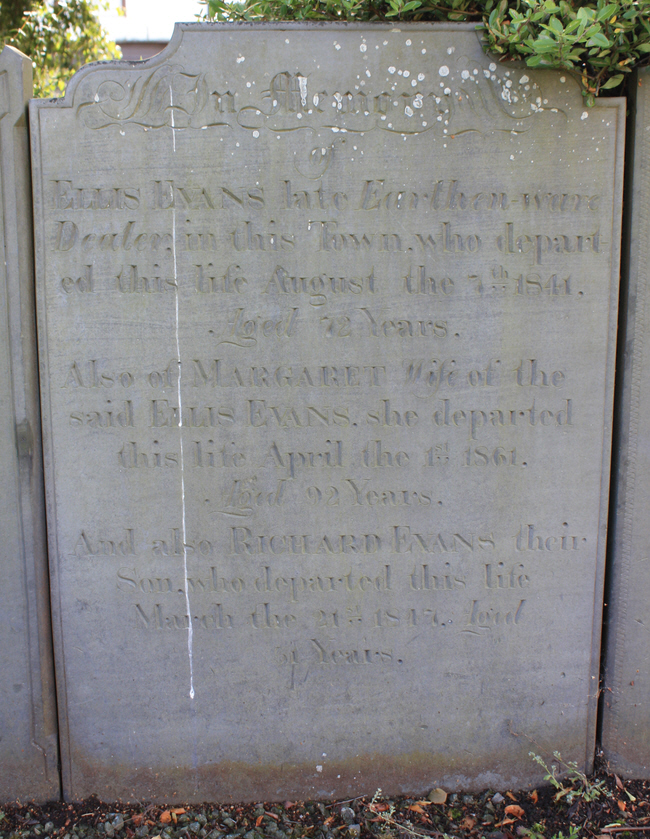 In Memory
of
ELLIS EVANS late Earthen-ware
Dealer, in this Town, who depart-
ed this life August the 7th 1841.
Aged 72 Years.
Also of MARGARET Wife of the
said ELLIS EVANS, she departed
this life April the 1st 1861.
Aged 92 Years.
And also RICHARD EVANS their
Son, who departed this life
March the 21st 1847. Aged
Years.